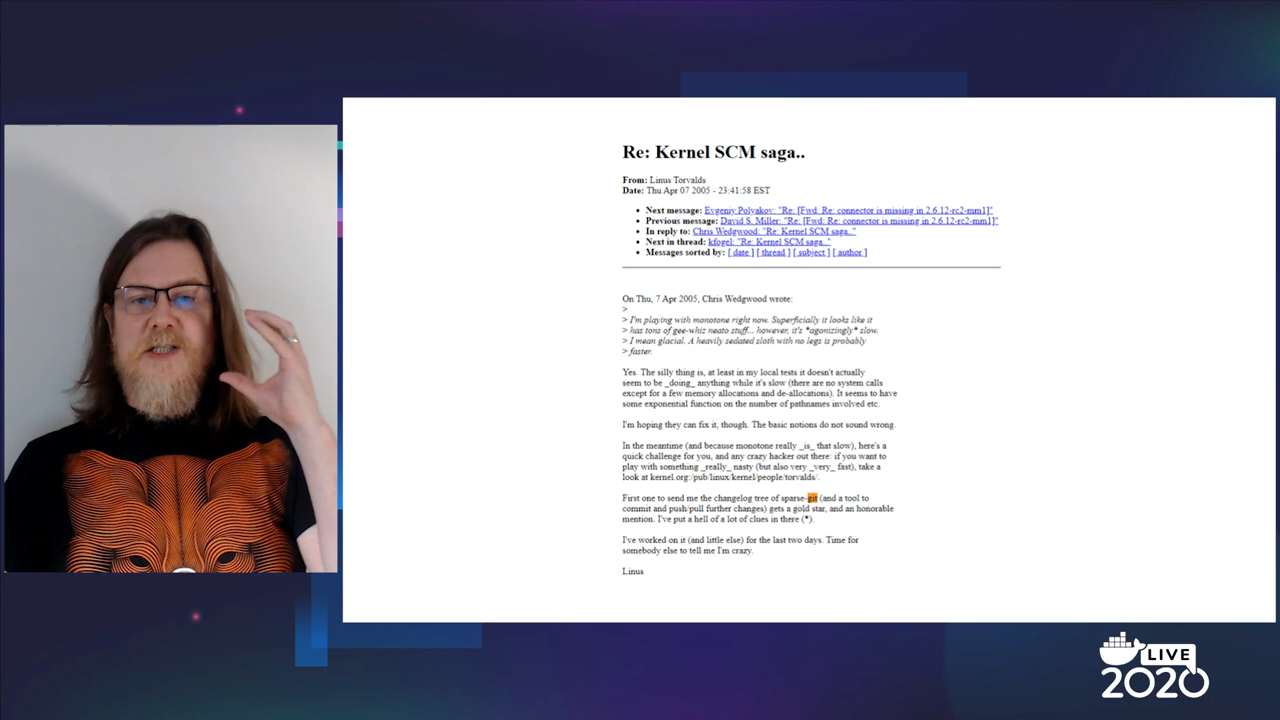 Re: Kernel SCM saga..
From: Linus Torvalds
Date: Thu Apr 07 2005 - 23:41:58 EST
• Next message: Evgeniy Polyakov: "Re: [Fwd: Re: connector is missing in 2.6.12-rc2-mm1]"
• Previous message: David S. Miller: "Re: [Fwd: Re: connector is missing in 2.6.12-rc2-mm1]"
• In reply to: Chris Wedgwood: "Re: Kernel SCM saga.."
• Next in thread: kfogel: "Re: Kernel SCM saga.."
• Messages sorted by: [ date ] [ thread ] [ subject ] [ author ]
On Thu, 7 Apr 2005, Chris Wedgwood wrote:
>
> I'm playing with monotone right now. Superficially it looks like it
> has tons of gee-whiz neato stuff... however, it's *agonizingly* slow.
> I mean glacial. A heavily sedated sloth with no legs is probably
> faster.
Yes. The silly thing is, at least in my local tests it doesn't actually
seem to be _doing_ anything while it's slow (there are no system calls
except for a few memory allocations and de-allocations). It seems to have
some exponential function on the number of pathnames involved etc.
I'm hoping they can fix it, though. The basic notions do not sound wrong.
In the meantime (and because monotone really _is_ that slow), here's a
quick challenge for you, and any crazy hacker out there: if you want to
play with something _really_ nasty (but also very _very_ fast), take a
look at kernel.org:/pub/linux/kernel/people/torvalds/.
First one to send me the changelog tree of sparse-git (and a tool to
commit and push/pull further changes) gets a gold star, and an honorable
mention. I've put a hell of a lot of clues in there (*).
I've worked on it (and little else) for the last two days. Time for
somebody else to tell me I'm crazy.
Linus
LIVE
2020